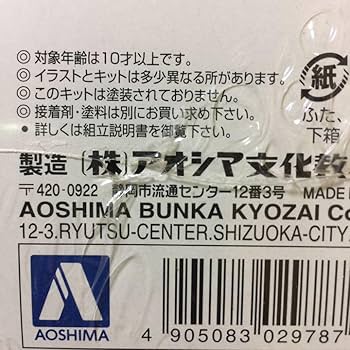 ◎対象年齢は10才以上です。
◎イラストとキットは多少異なる所があります。
◎このキットは塗装されておりません。
◎接着剤・塗料は別にお買い求め下さい。
●詳しくは組立説明書を御覧下さい。
紙
ふた、
下箱
製造 (株)アオシマ文化教
〒420-0922 静岡市流通センター12番3号 MADE
AOSHIMA BUNKA KYOZAI Co
12-3.RYUTSU-CENTER.SHIZUOKA-CITY.
AOSHIMA
4 905083 029787